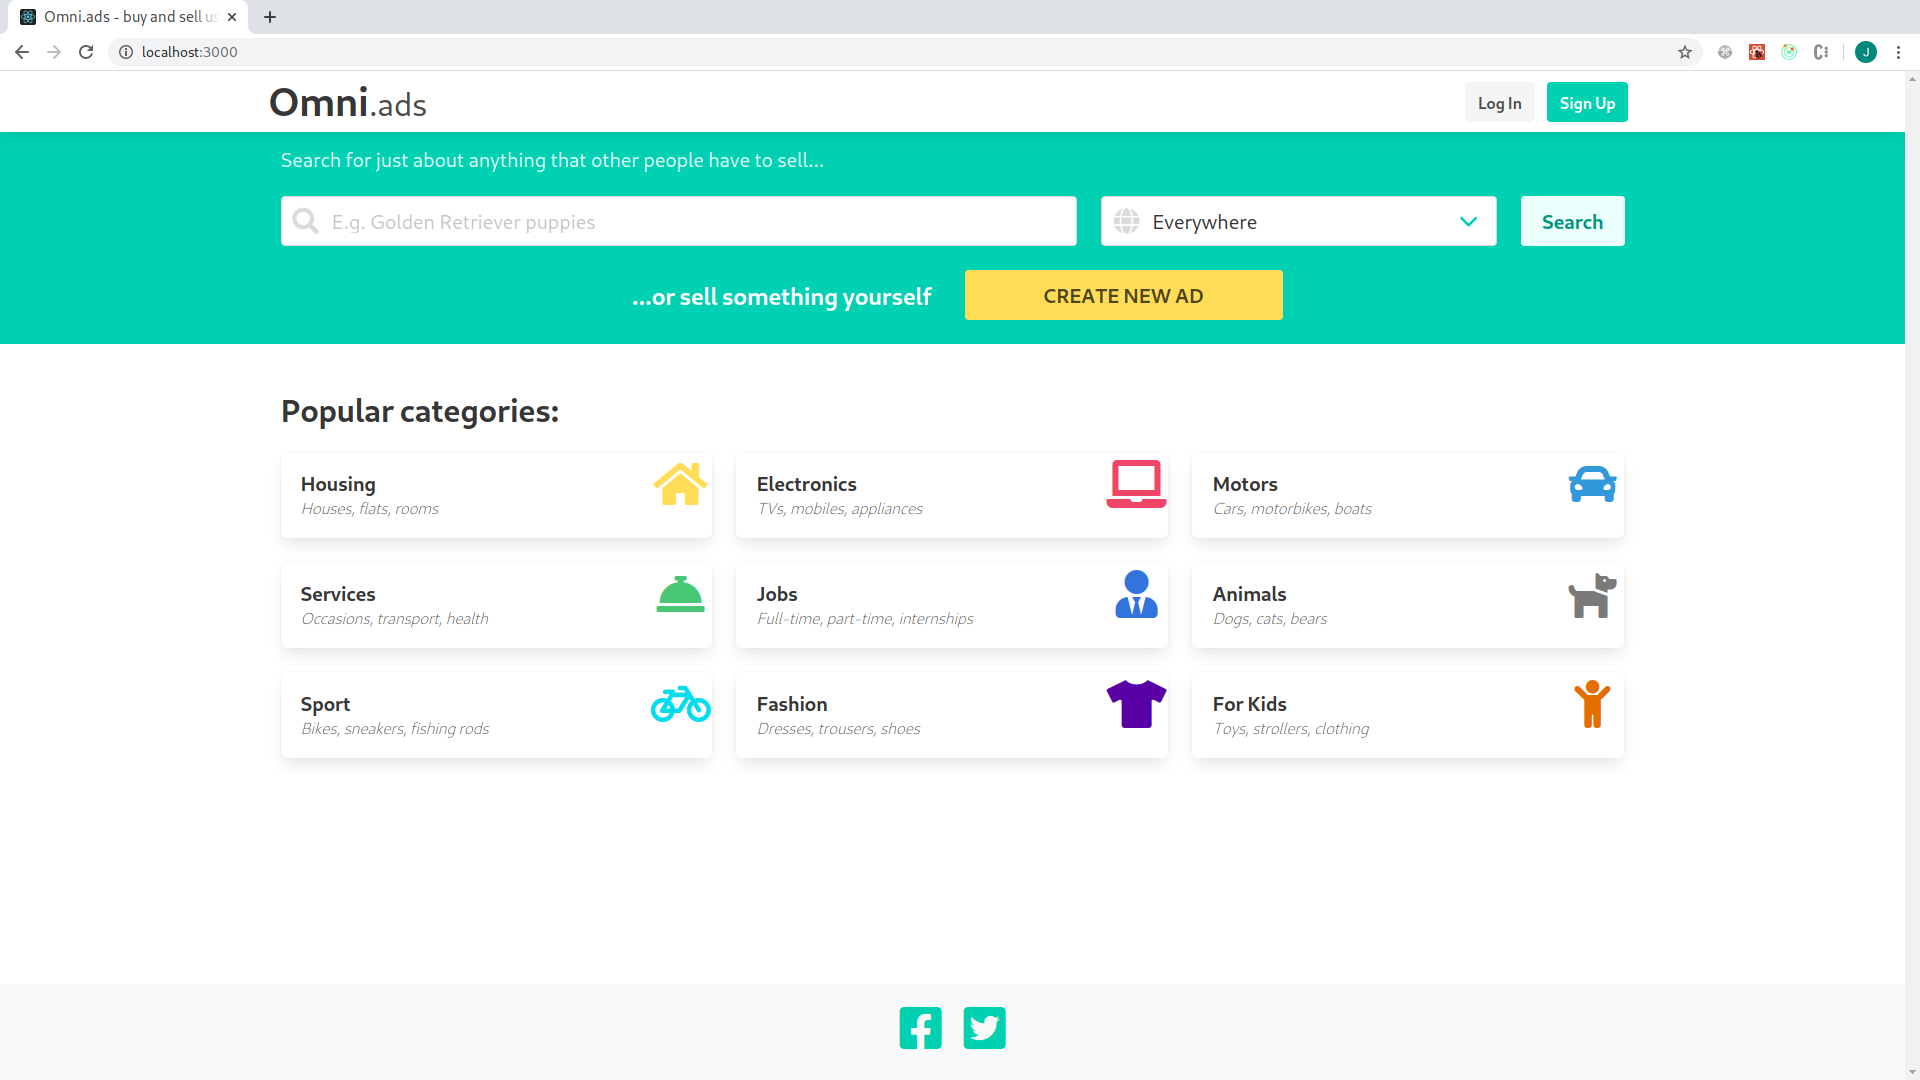 Omni.ads - buy and sell us
localhost:3000
J
Omni.ads
Log In
Sign Up
Search for just about anything that other people have to sell...
E.g. Golden Retriever puppies
Everywhere
Search
...or sell something yourself
CREATE NEW AD
Popular categories:
Housing
Houses, flats, rooms
Electronics
TVs, mobiles, appliances
Motors
Cars, motorbikes, boats
Services
Occasions, transport, health
Jobs
Full-time, part-time, internships
Animals
Dogs, cats, bears
Sport
Bikes, sneakers, fishing rods
Fashion
Dresses, trousers, shoes
For Kids
Toys, strollers, clothing